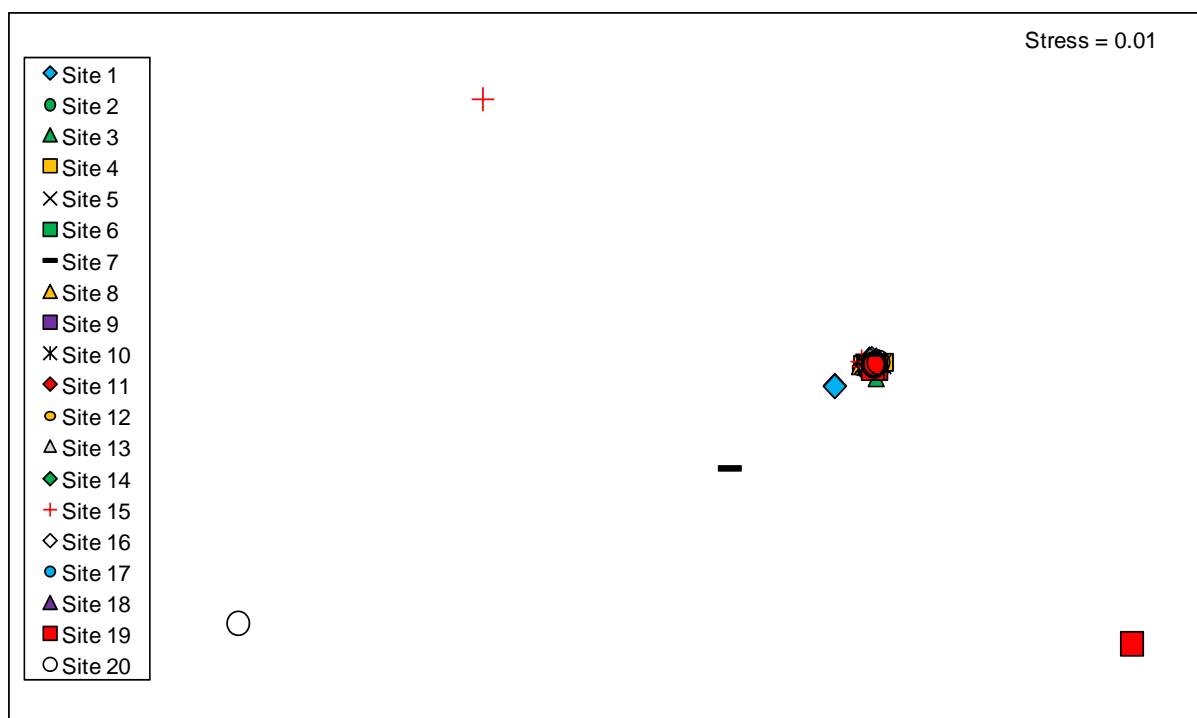 Stress = 0.01
Site 1
Site 2
Site 3
Site 4
Site 5
Site 6
Site 7
Site 8
Site 9
Site 10
Site 11
Site 12
Site 13
Site 14
Site 15
Site 16
Site 17
Site 18
Site 19
Site 20